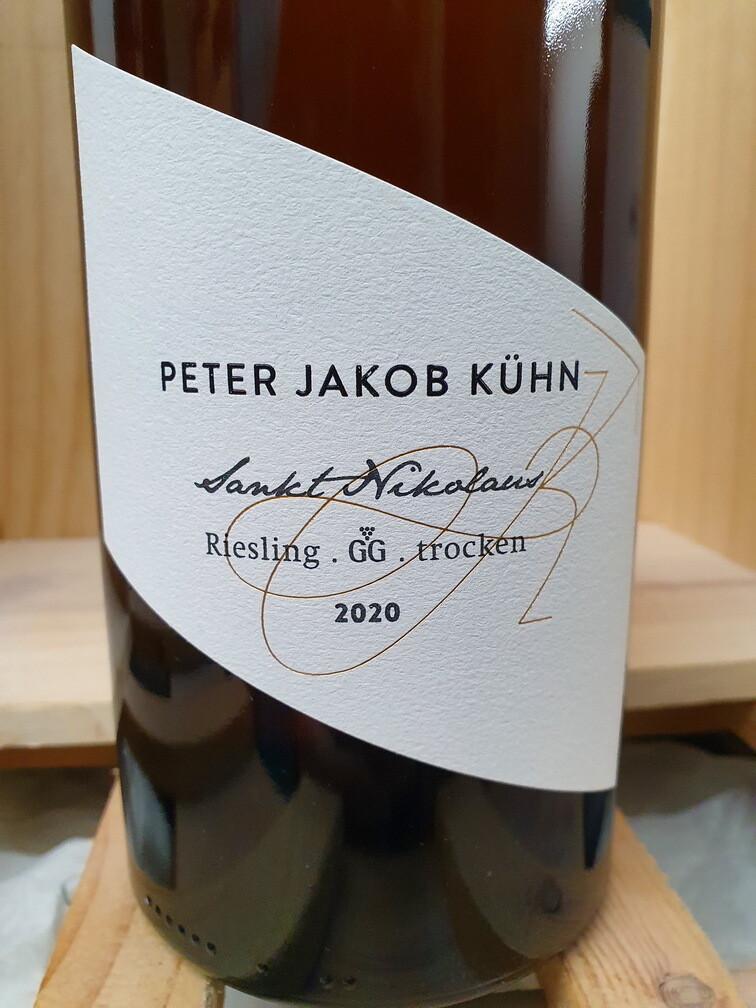 PETER JAKOB KÜHN
Sankt Nikolaus
Riesling . GG . trocken
2020